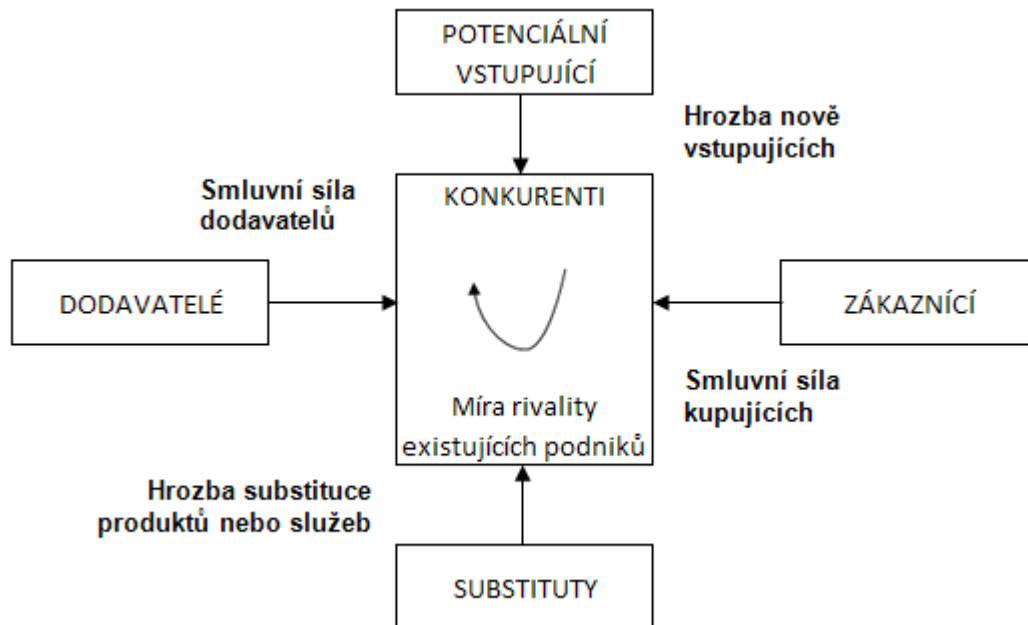 POTENCIÁLNÍ
VSTUPUJÍCÍ
Hrozba nově
vstupujících
Smluvní síla
dodavatelů
KONKURENTI
DODAVATELÉ
ZÁKAZNÍCÍ
Smluvní síla
kupujících
Míra rivality
existujících podniků
Hrozba substituce
produktů nebo služeb
SUBSTITUTY